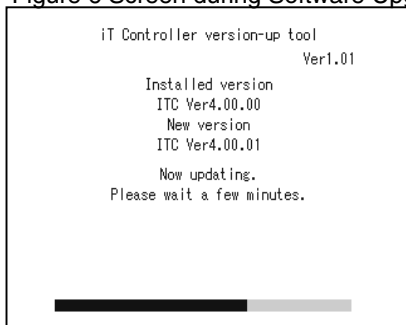 Figure 6 Screen during Software
iT Controller version-up tool
Ver1.01
Installed version
ITC Ver4.00.00
New version
ITC Ver4.00.01
Now updating.
Please wait a few minutes.